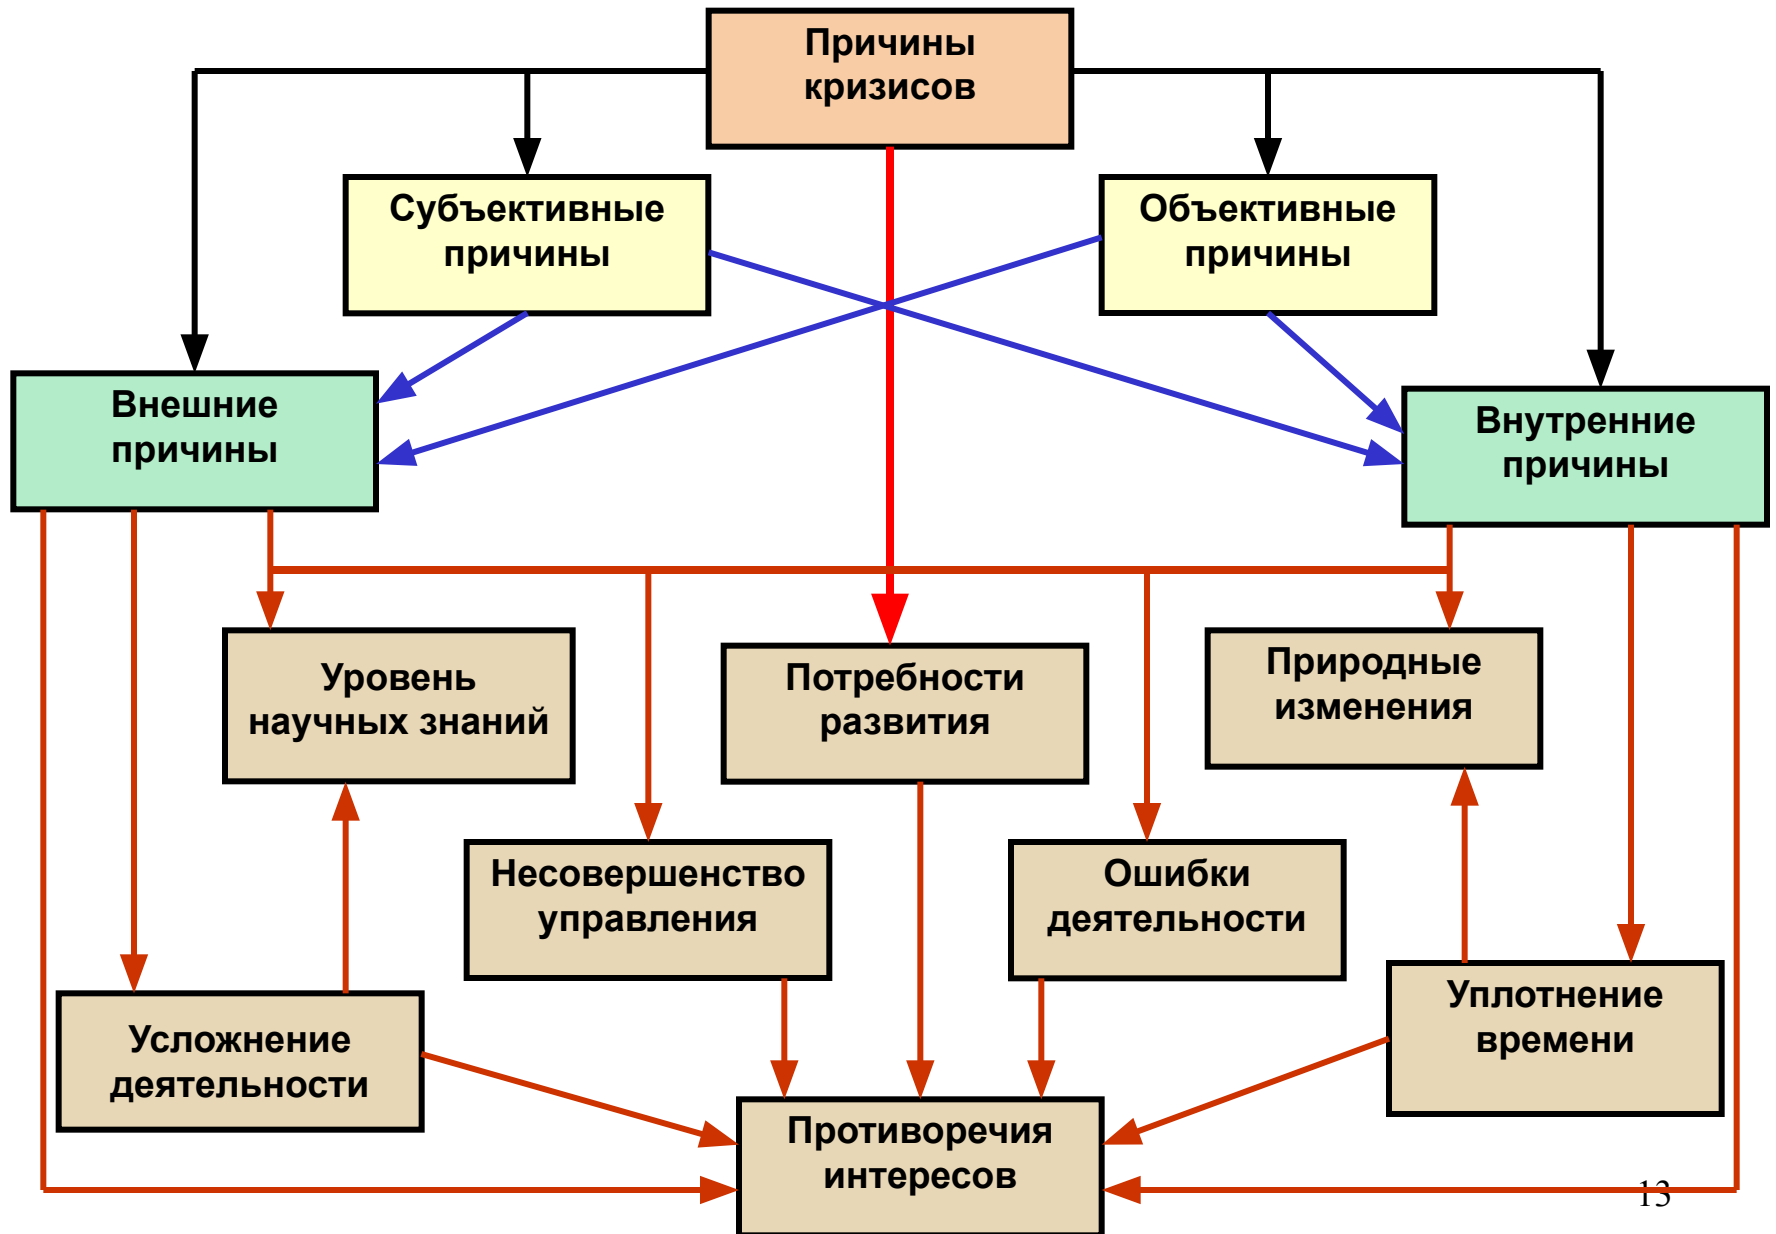 Причины
кризисов
Субъективные
причины
Объективные
причины
Внешние
причины
Внутренние
причины
Уровень
научных знаний
Потребности
развития
Природные
изменения
Несовершенство
управления
Ошибки
деятельности
Усложнение
деятельности
Уплотнение
времени
Противоречия
интересов
13